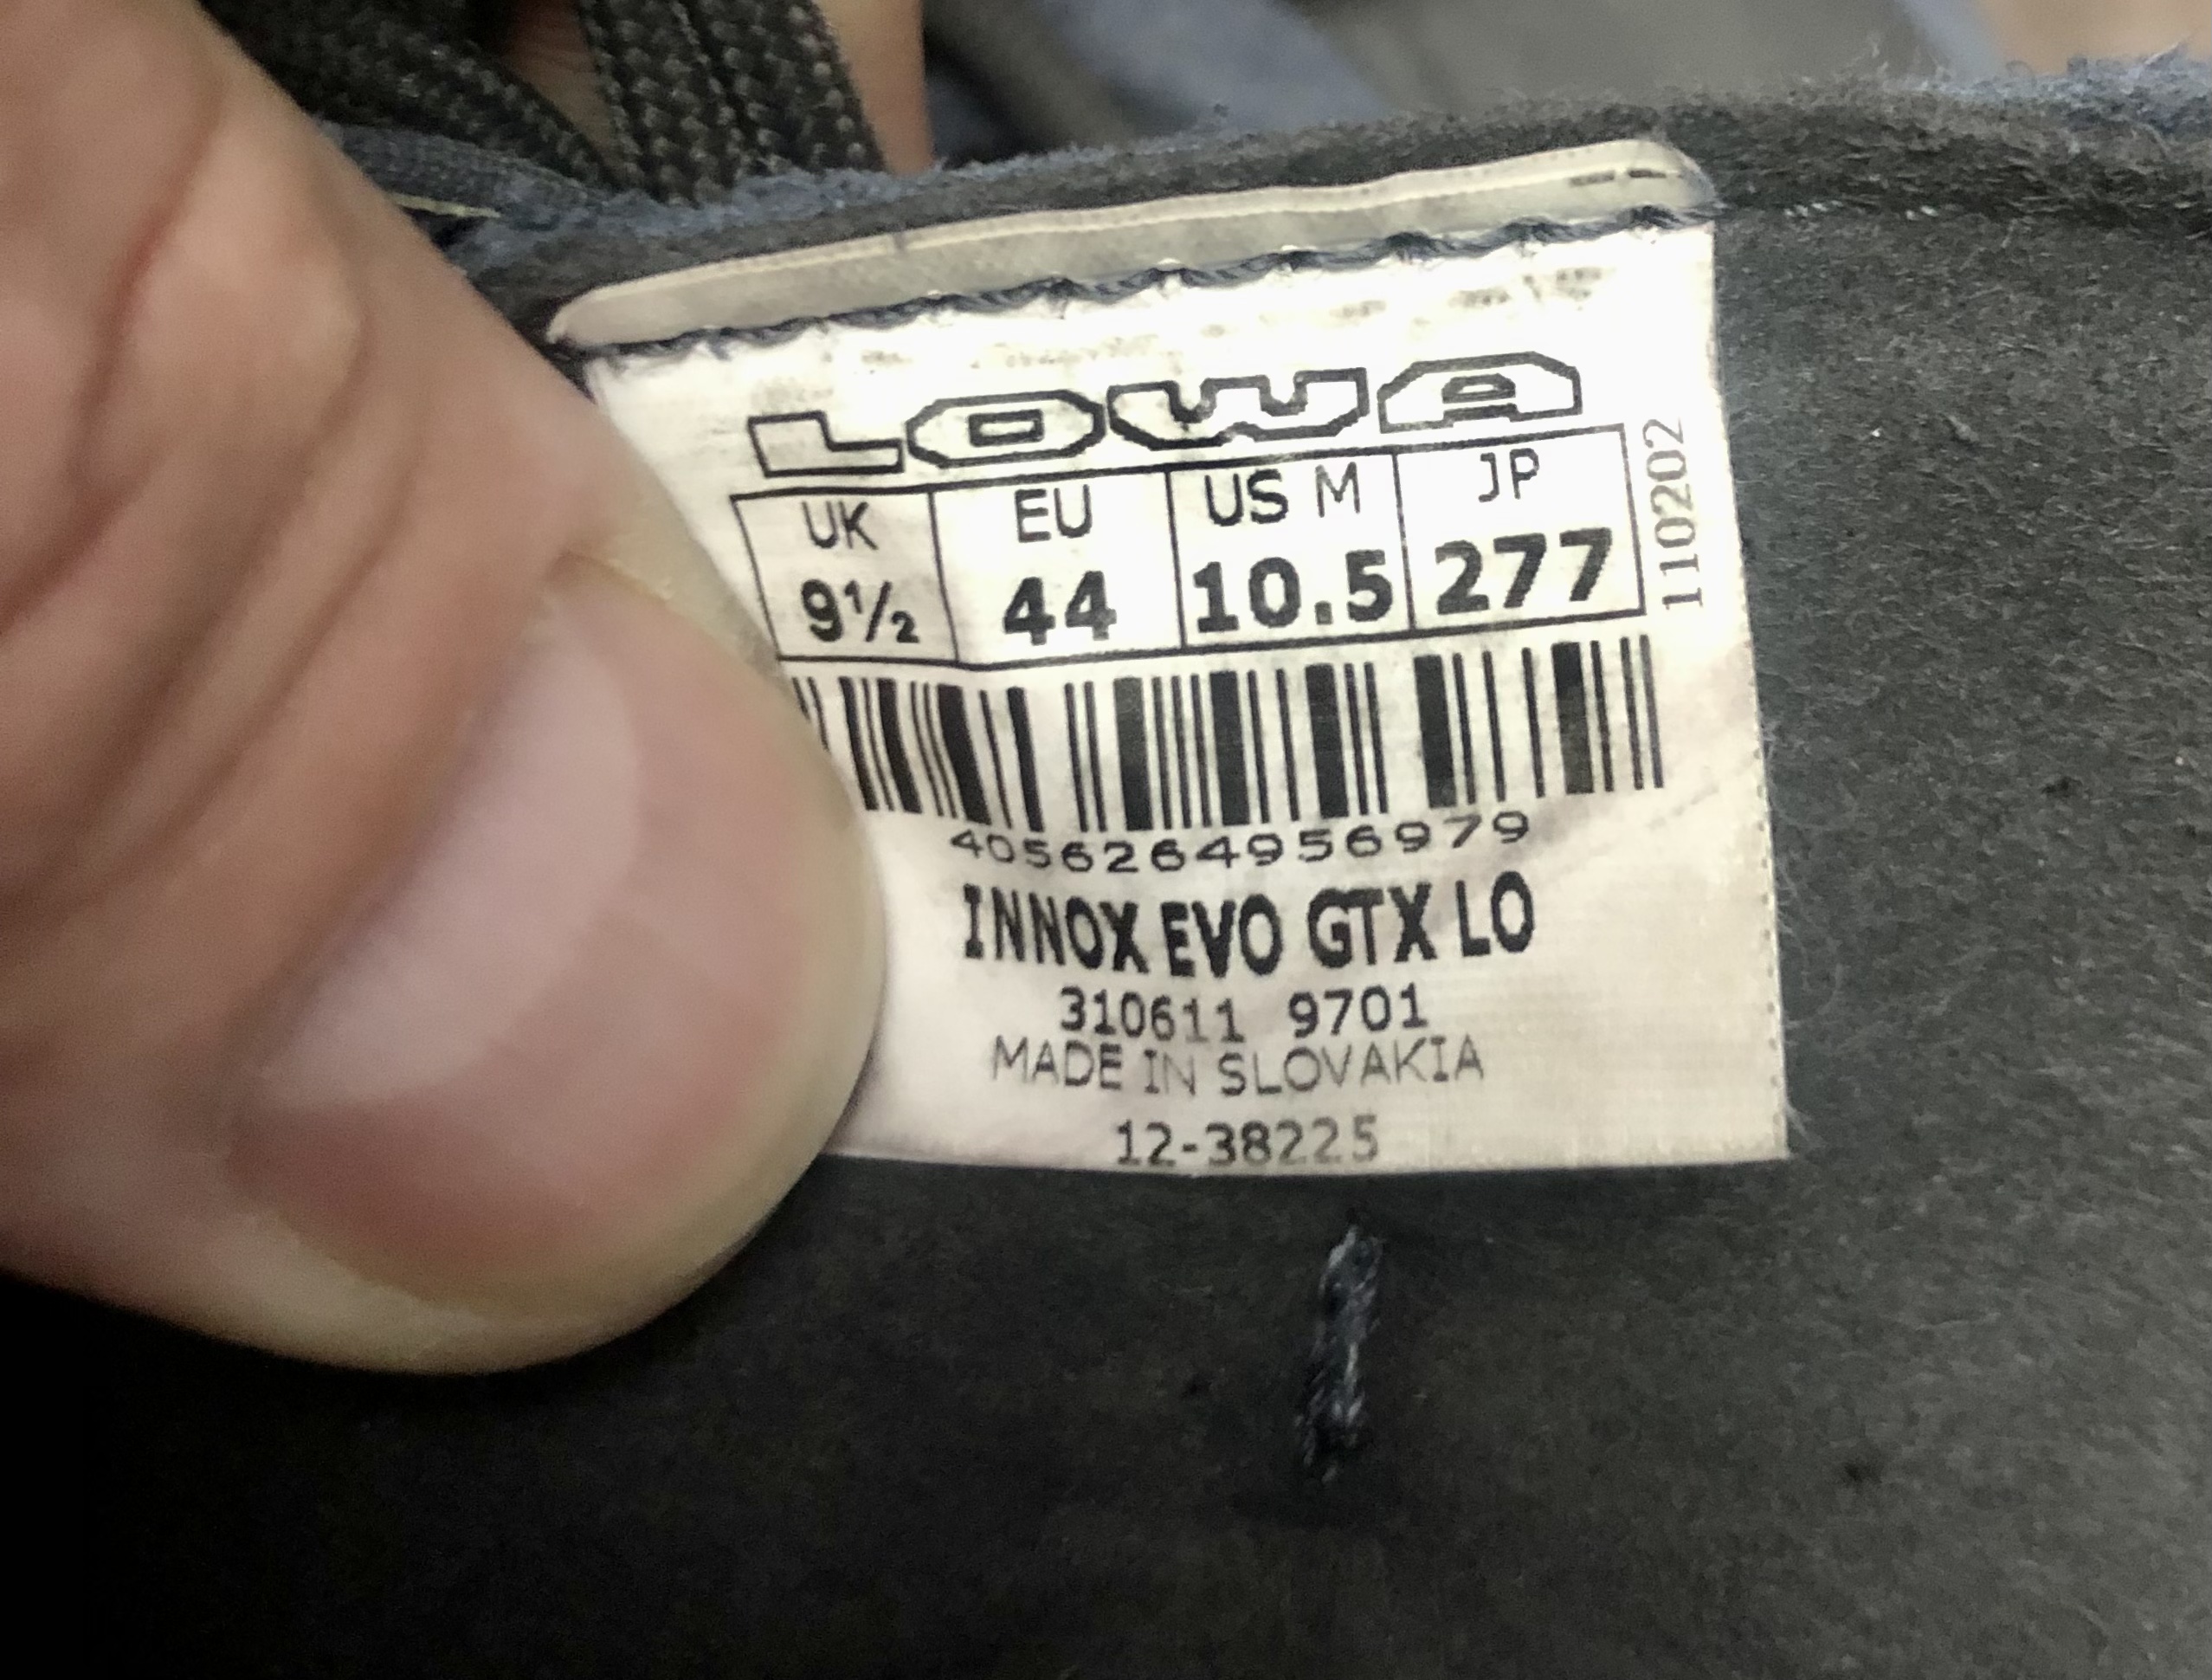 LOWA
UK EU US M JP
9½ 44 10.5 277
110202
4056264956979
INNOX EVO GTX LO
310611 9701
MADE IN SLOVAKIA
12-38225